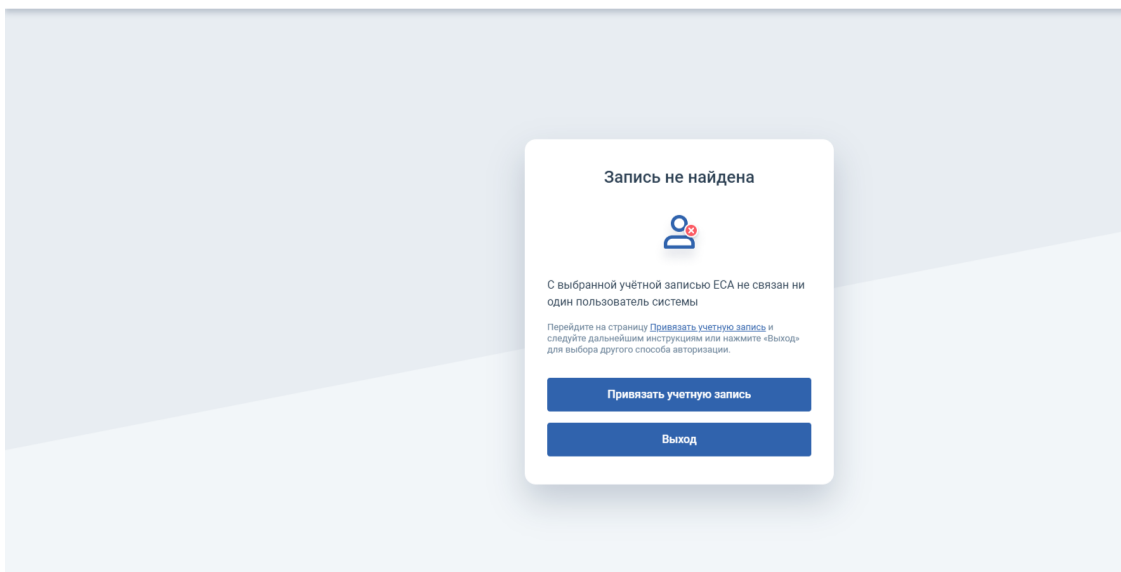 Запись не найдена
С выбранной учётной записью ЕСА не связан ни
один пользователь системы
Перейдите на страницу Привязать учетную запись и
следуйте дальнейшим инструкциям или нажмите «Выход»
для выбора другого способа авторизации.
Привязать учетную запись
Выход